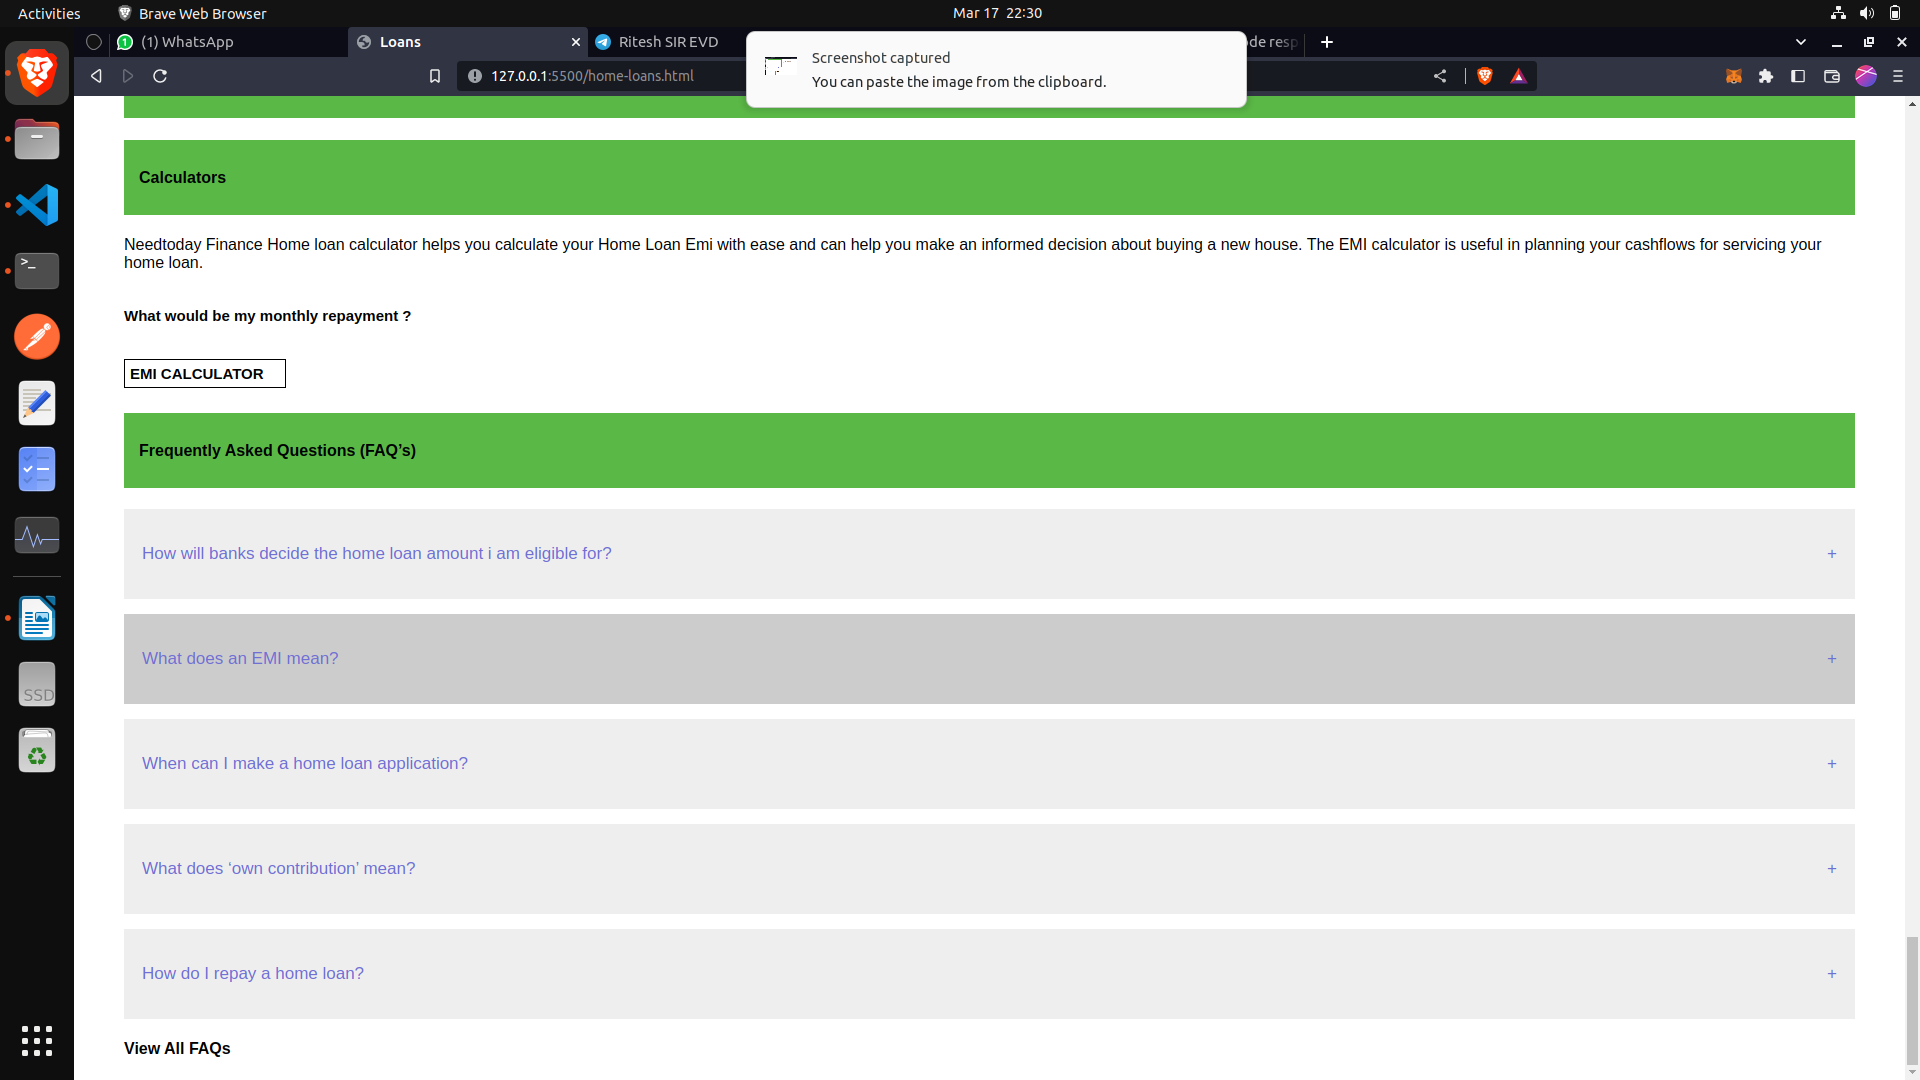 Activities
Brave Web Browser
Mar 17 22:30
1
(1) WhatsApp
Loans
Ritesh SIR EVD
Screenshot captured
You can paste the image from the clipboard.
127.0.0.1:5500/home-loans.html
Calculators
Needtoday Finance Home loan calculator helps you calculate your Home Loan Emi with ease and can help you make an informed decision about buying a new house. The EMI calculator is useful in planning your cashflows for servicing your
home loan.
What would be my monthly repayment ?
EMI CALCULATOR
Frequently Asked Questions (FAQ’s)
How will banks decide the home loan amount i am eligible for? +
What does an EMI mean? +
When can I make a home loan application? +
What does ‘own contribution’ mean? +
How do I repay a home loan? +
View All FAQs
>_
SSD